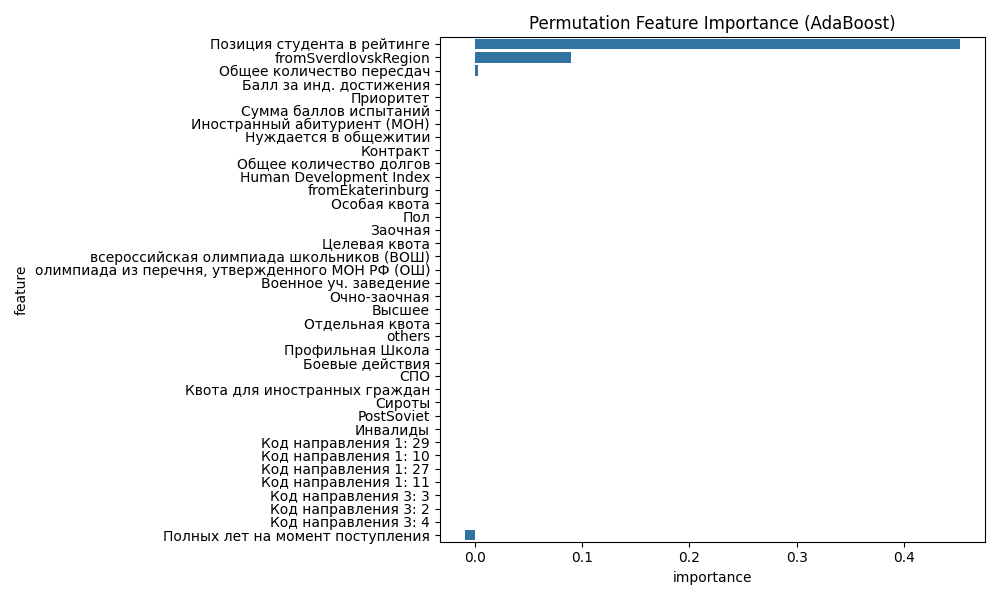 Permutation Feature Importance (AdaBoost)
Позиция студента в рейтинге
fromSverdlovskRegion
Общее количество пересдач
Балл за инд. достижения
Приоритет
Сумма баллов испытаний
Иностранный абитуриент (МОН)
Нуждается в общежитии
Контракт
Общее количество долгов
Human Development Index
fromEkaterinburg
Особая квота
Пол
Заочная
Целевая квота
всероссийская олимпиада школьников (ВОШ)
олимпиада из перечня, утвержденного МОН РФ (ОШ)
Военное уч. заведение
Очно-заочная
Высшее
Отдельная квота
others
Профильная Школа
Боевые действия
СПО
Квота для иностранных граждан
Сироты
PostSoviet
Инвалиды
Код направления 1: 29
Код направления 1: 10
Код направления 1: 27
Код направления 1: 11
Код направления 3: 3
Код направления 3: 2
Код направления 3: 4
Полных лет на момент поступления
feature
0.0 0.1 0.2 0.3 0.4
importance